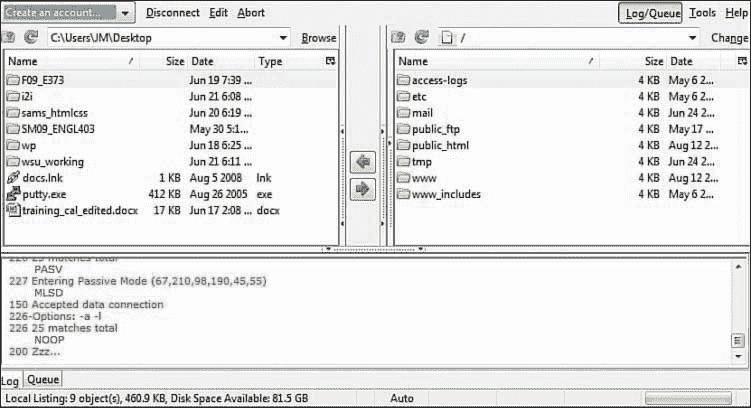 Create an account... Disconnect Edit Abort Log/Queue Tools Help
C:\Users\JM\Desktop Browse / Change
Name / Size Date Type Name / Size Date
F09_E373 Jun 19 7:39 ... access-logs 4 KB May 6 2...
i2i Jun 21 6:08 ... etc 4 KB May 6 2...
sams_htmlcss Jun 20 6:19 ... mail 4 KB Jun 24 2...
SM09_ENGL403 May 30 5:1... public_ftp 4 KB May 17 ...
wp Jun 18 6:25 ... public_html 4 KB Aug 12 ...
wsu_working Jun 21 6:11 ... tmp 4 KB Jun 24 2...
docs.lnk 1 KB Aug 5 2008 lnk www 4 KB Aug 12 ...
putty.exe 412 KB Aug 26 2005 exe www_includes 4 KB May 6 2...
training_cal_edited.docx 17 KB Jun 17 2:08 ... docx
226 25 matches total
PASV
227 Entering Passive Mode (67,210,98,190,45,55)
MLSD
150 Accepted data connection
226-Options: -a -l
226 25 matches total
NOOP
200 Zzz...
Log Queue
Local Listing: 9 object(s), 460.9 KB, Disk Space Available: 81.5 GB Auto